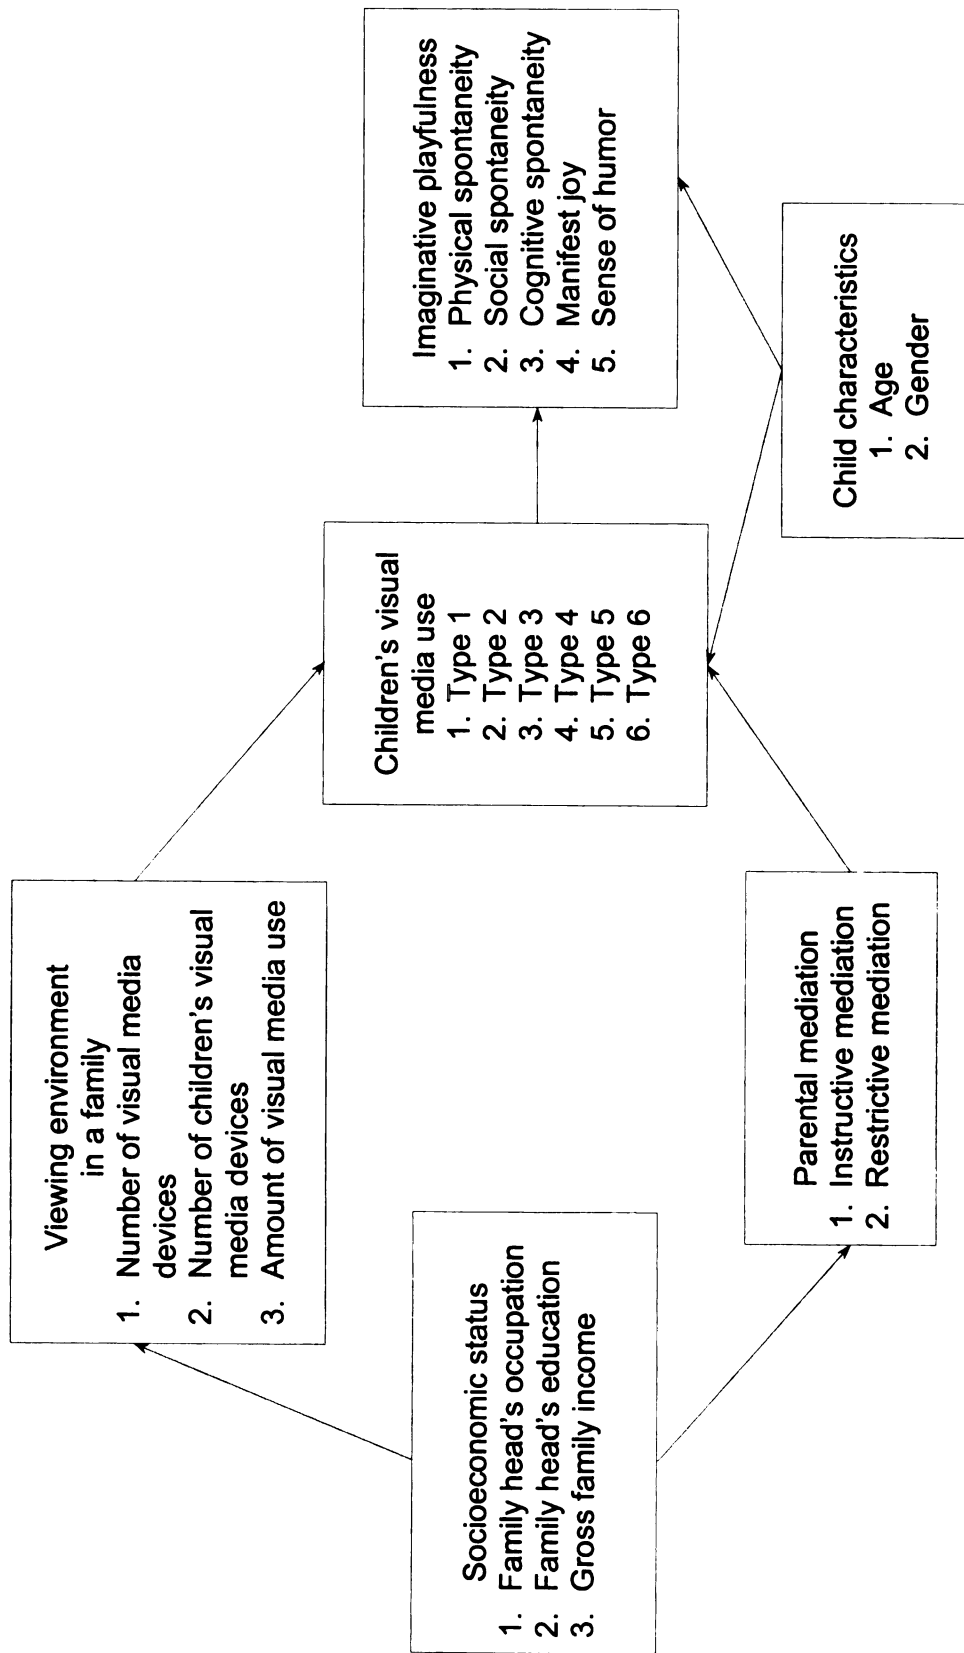 Viewing environment
in a family
1. Number of visual media
devices
2. Number of children's visual
media devices
3. Amount of visual media use
Socioeconomic status
1. Family head's occupation
2. Family head's education
3. Gross family income
Parental mediation
1. Instructive mediation
2. Restrictive mediation
Children's visual
media use
1. Type 1
2. Type 2
3. Type 3
4. Type 4
5. Type 5
6. Type 6
Imaginative playfulness
1. Physical spontaneity
2. Social spontaneity
3. Cognitive spontaneity
4. Manifest joy
5. Sense of humor
Child characteristics
1. Age
2. Gender